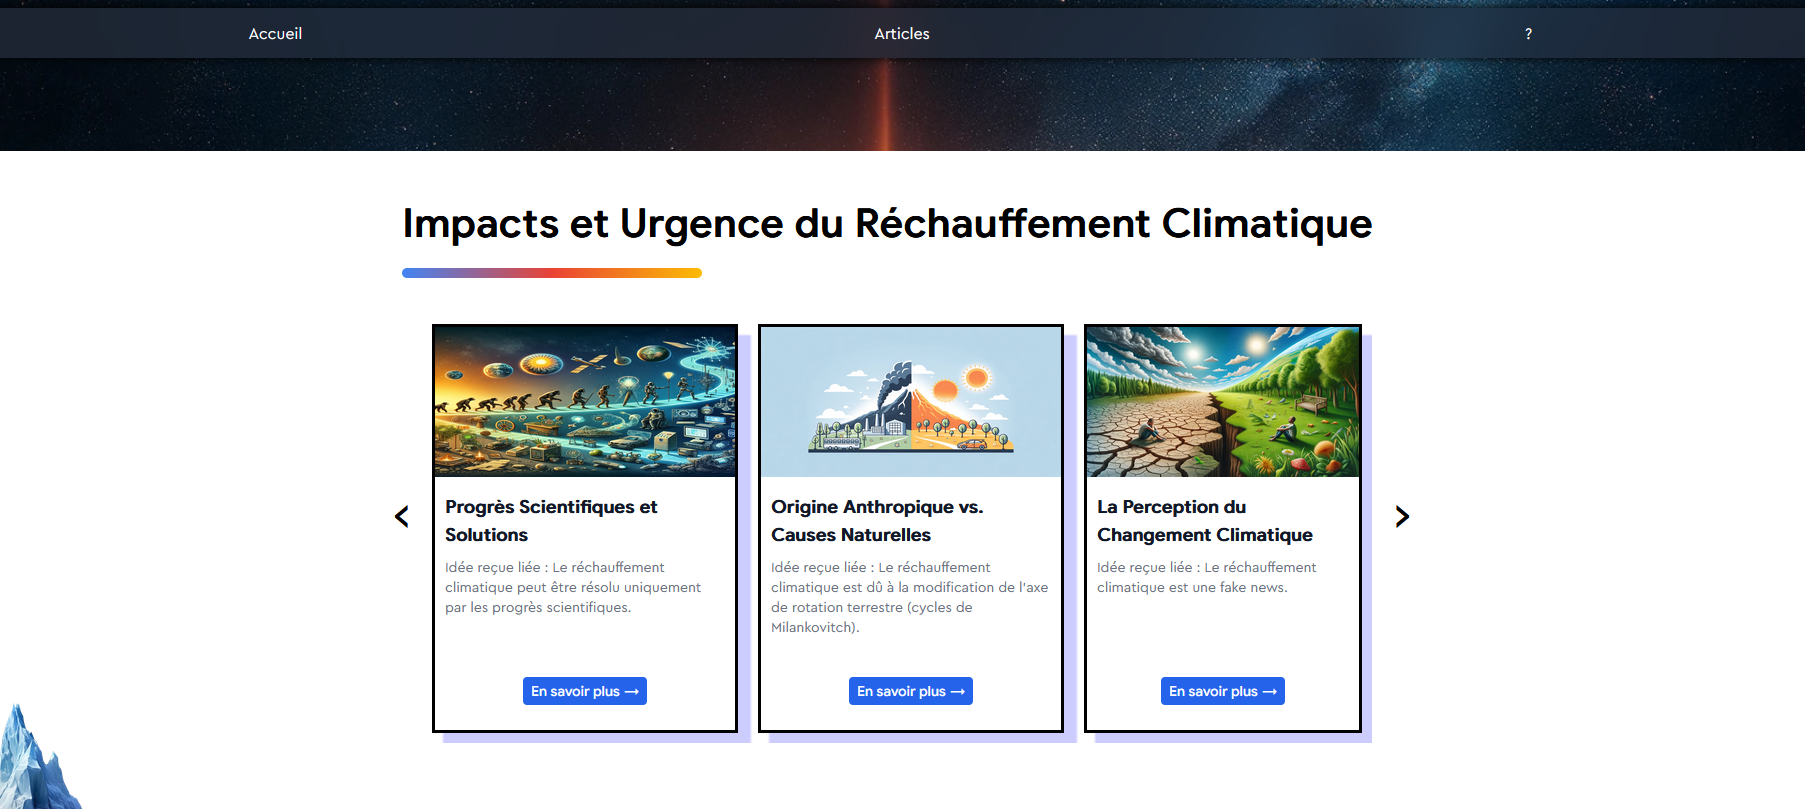 Accueil
Articles
?
Impacts et Urgence du Réchauffement Climatique
<
Progrès Scientifiques et
Solutions
Idée reçue liée : Le réchauffement
climatique peut être résolu uniquement
par les progrès scientifiques.
En savoir plus →
Origine Anthropique vs.
Causes Naturelles
Idée reçue liée : Le réchauffement
climatique est dû à la modification de l'axe
de rotation terrestre (cycles de
Milankovitch).
En savoir plus →
La Perception du
Changement Climatique
Idée reçue liée : Le réchauffement
climatique est une fake news.
En savoir plus →
>